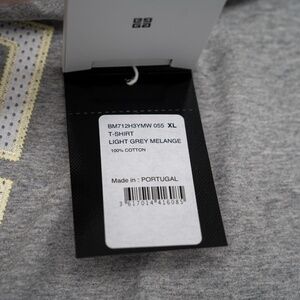 BM712H3YMW 055 XL
T-SHIRT
LIGHT GREY MELANGE
100% COTTON
Made in : PORTUGAL
3 617014 416085